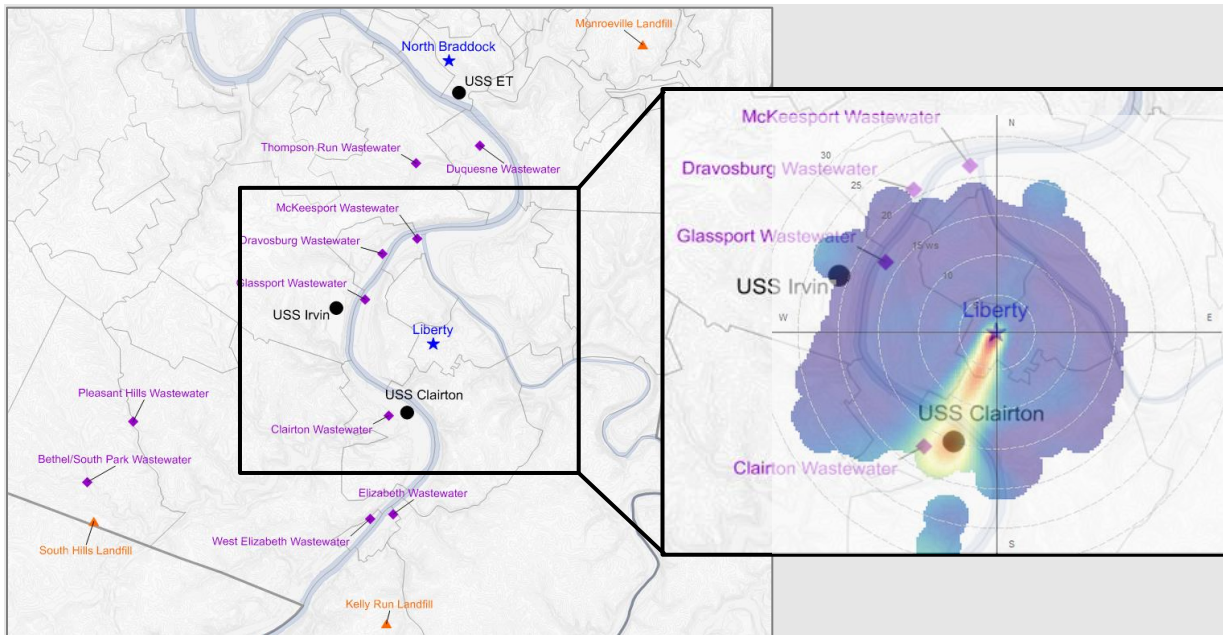 Monroeville Landfill
North Braddock
USS ET
Thompson Run Wastewater
Duquesne Wastewater
McKeesport Wastewater
Dravosburg Wastewater
Glassport Wastewater
USS Irvin
Liberty
USS Clairton
Clairton Wastewater
Pleasant Hills Wastewater
Bethel/South Park Wastewater
South Hills Landfill
Elizabeth Wastewater
West Elizabeth Wastewater
Kelly Run Landfill
McKeesport Wastewater
N
30
Dravosburg Wastewater
25
20
Glassport Wastewater
15 ws
10
USS Irvin
Liberty
W
E
USS Clairton
Clairton Wastewater
S